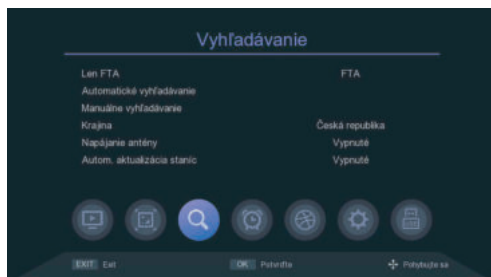 Vyhľadávanie
Len FTA FTA
Automatické vyhľadávanie
Manuálne vyhľadávanie
Krajina Česká republika
Napájanie antény Vypnuté
Autom. aktualizácia staníc Vypnuté
EXIT Exit OK Potvrďte Pohybujte sa